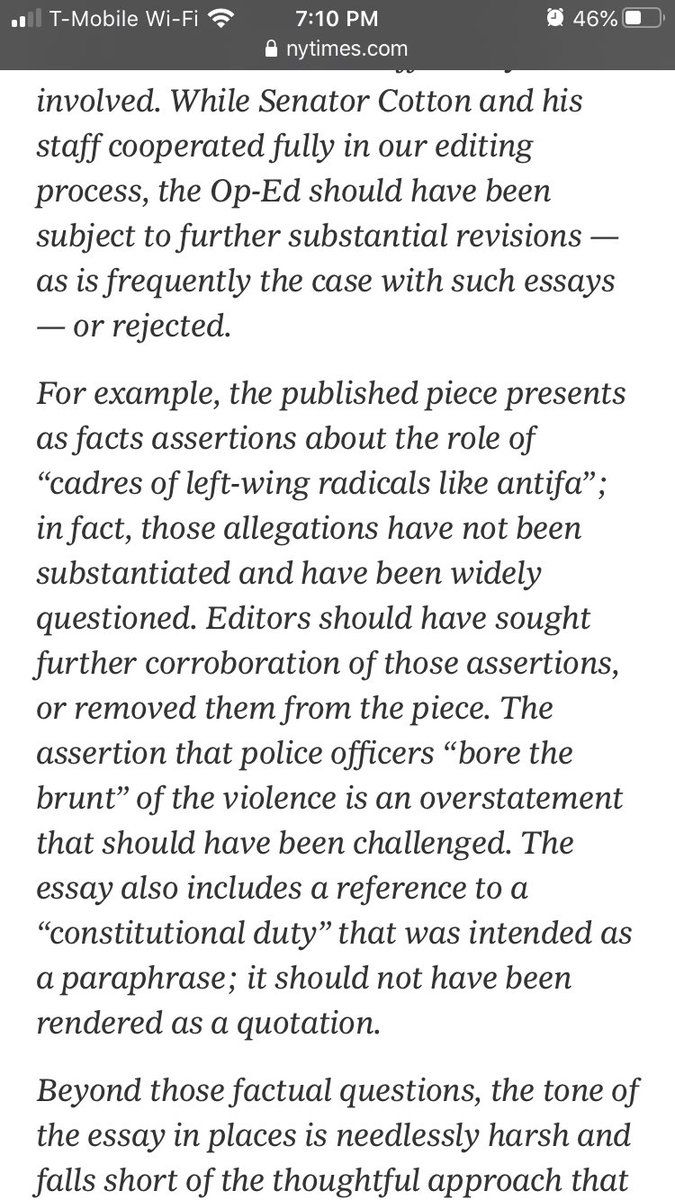 T-Mobile Wi-Fi 7:10 PM 46%
nytimes.com
involved. While Senator Cotton and his
staff cooperated fully in our editing
process, the Op-Ed should have been
subject to further substantial revisions —
as is frequently the case with such essays
— or rejected.
For example, the published piece presents
as facts assertions about the role of
“cadres of left-wing radicals like antifa”;
in fact, those allegations have not been
substantiated and have been widely
questioned. Editors should have sought
further corroboration of those assertions,
or removed them from the piece. The
assertion that police officers “bore the
brunt” of the violence is an overstatement
that should have been challenged. The
essay also includes a reference to a
“constitutional duty” that was intended as
a paraphrase; it should not have been
rendered as a quotation.
Beyond those factual questions, the tone of
the essay in places is needlessly harsh and
falls short of the thoughtful approach that